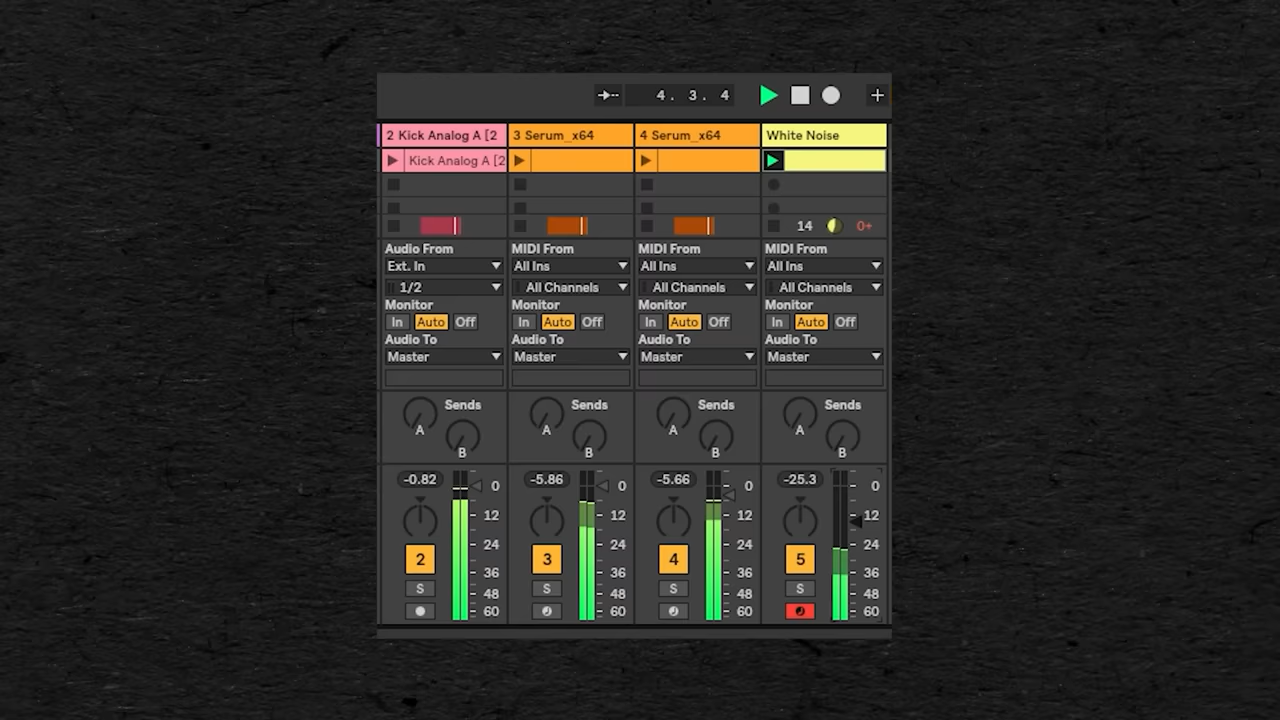 4. 3. 4
2 Kick Analog A [2 3 Serum_x64 4 Serum_x64 White Noise
Kick Analog A [2
14 0+
Audio From MIDI From MIDI From MIDI From
Ext. In All Ins All Ins All Ins
1/2 All Channels All Channels All Channels
Monitor Monitor Monitor Monitor
In Auto Off In Auto Off In Auto Off In Auto Off
Audio To Audio To Audio To Audio To
Master Master Master Master
Sends Sends Sends Sends
A A A A
B B B B
-0.82 0 -5.86 0 -5.66 0 -25.3 0
12 12 12 12
24 24 24 24
2 3 4 5
36 36 36 36
S 48 S 48 S 48 S 48
60 60 60 60